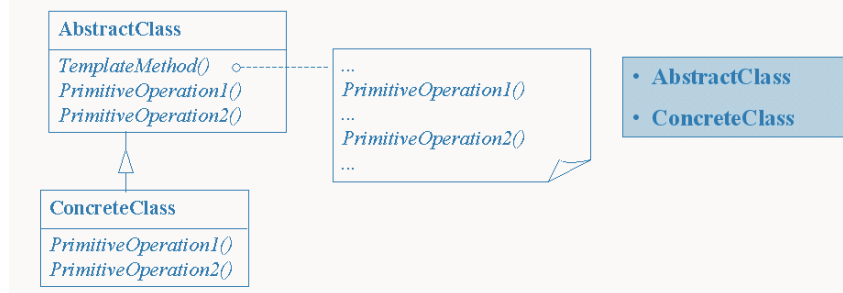 AbstractClass
TemplateMethod()
PrimitiveOperation1()
PrimitiveOperation2()
...
PrimitiveOperation1()
...
PrimitiveOperation2()
...
• AbstractClass
• ConcreteClass
ConcreteClass
PrimitiveOperation1()
PrimitiveOperation2()